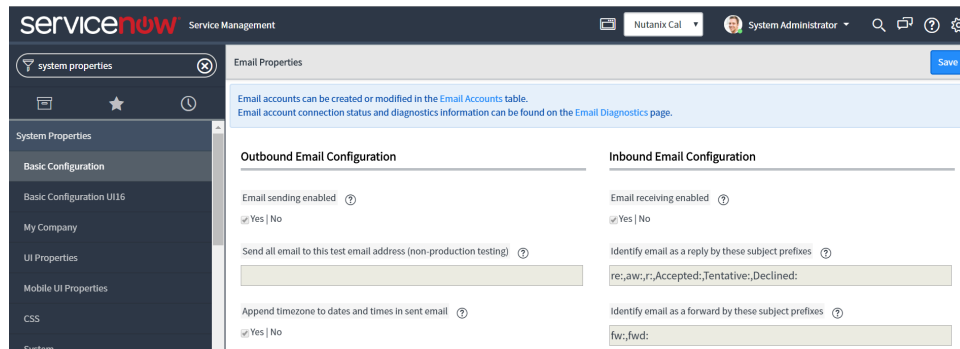 servicenow Service Management
Nutanix Cal
System Administrator
system properties
Email Properties
Save
Email accounts can be created or modified in the Email Accounts table.
Email account connection status and diagnostics information can be found on the Email Diagnostics page.
System Properties
Basic Configuration
Basic Configuration UI16
My Company
UI Properties
Mobile UI Properties
CSS
System
Outbound Email Configuration
Email sending enabled
Yes | No
Send all email to this test email address (non-production testing)
Append timezone to dates and times in sent email
Yes | No
Inbound Email Configuration
Email receiving enabled
Yes | No
Identify email as a reply by these subject prefixes
re:,aw:,r:,Accepted:,Tentative:,Declined:
Identify email as a forward by these subject prefixes
fw:,fwd: